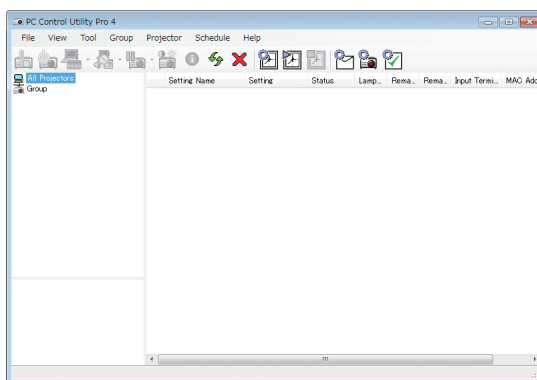 PC Control Utility Pro 4
File View Tool Group Projector Schedule Help
All Projectors
Group
Setting Name Setting Status Lamp... Rema... Rema... Input Termi... MAC Add